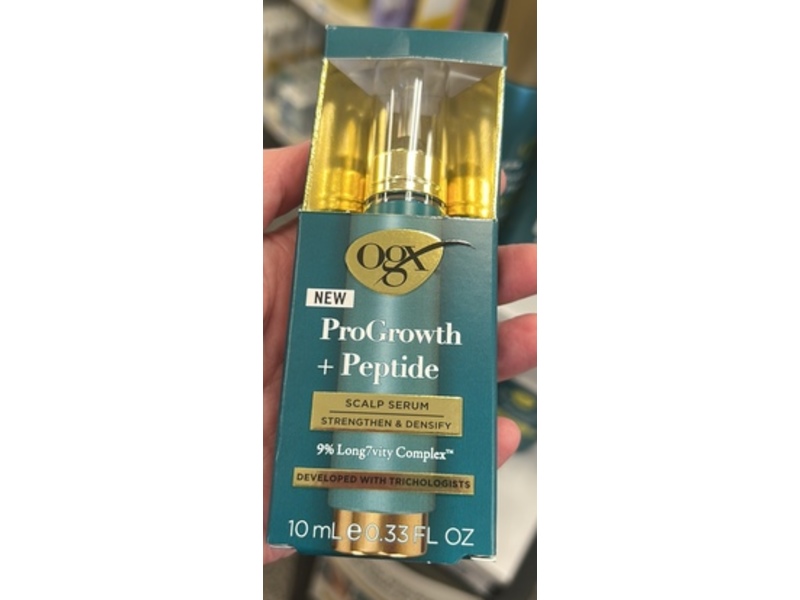 ogx
NEW
ProGrowth
+ Peptide
SCALP SERUM
STRENGTHEN & DENSIFY
9% Long7vity Complex™
DEVELOPED WITH TRICHOLOGISTS
10 mL e 0.33 FL OZ